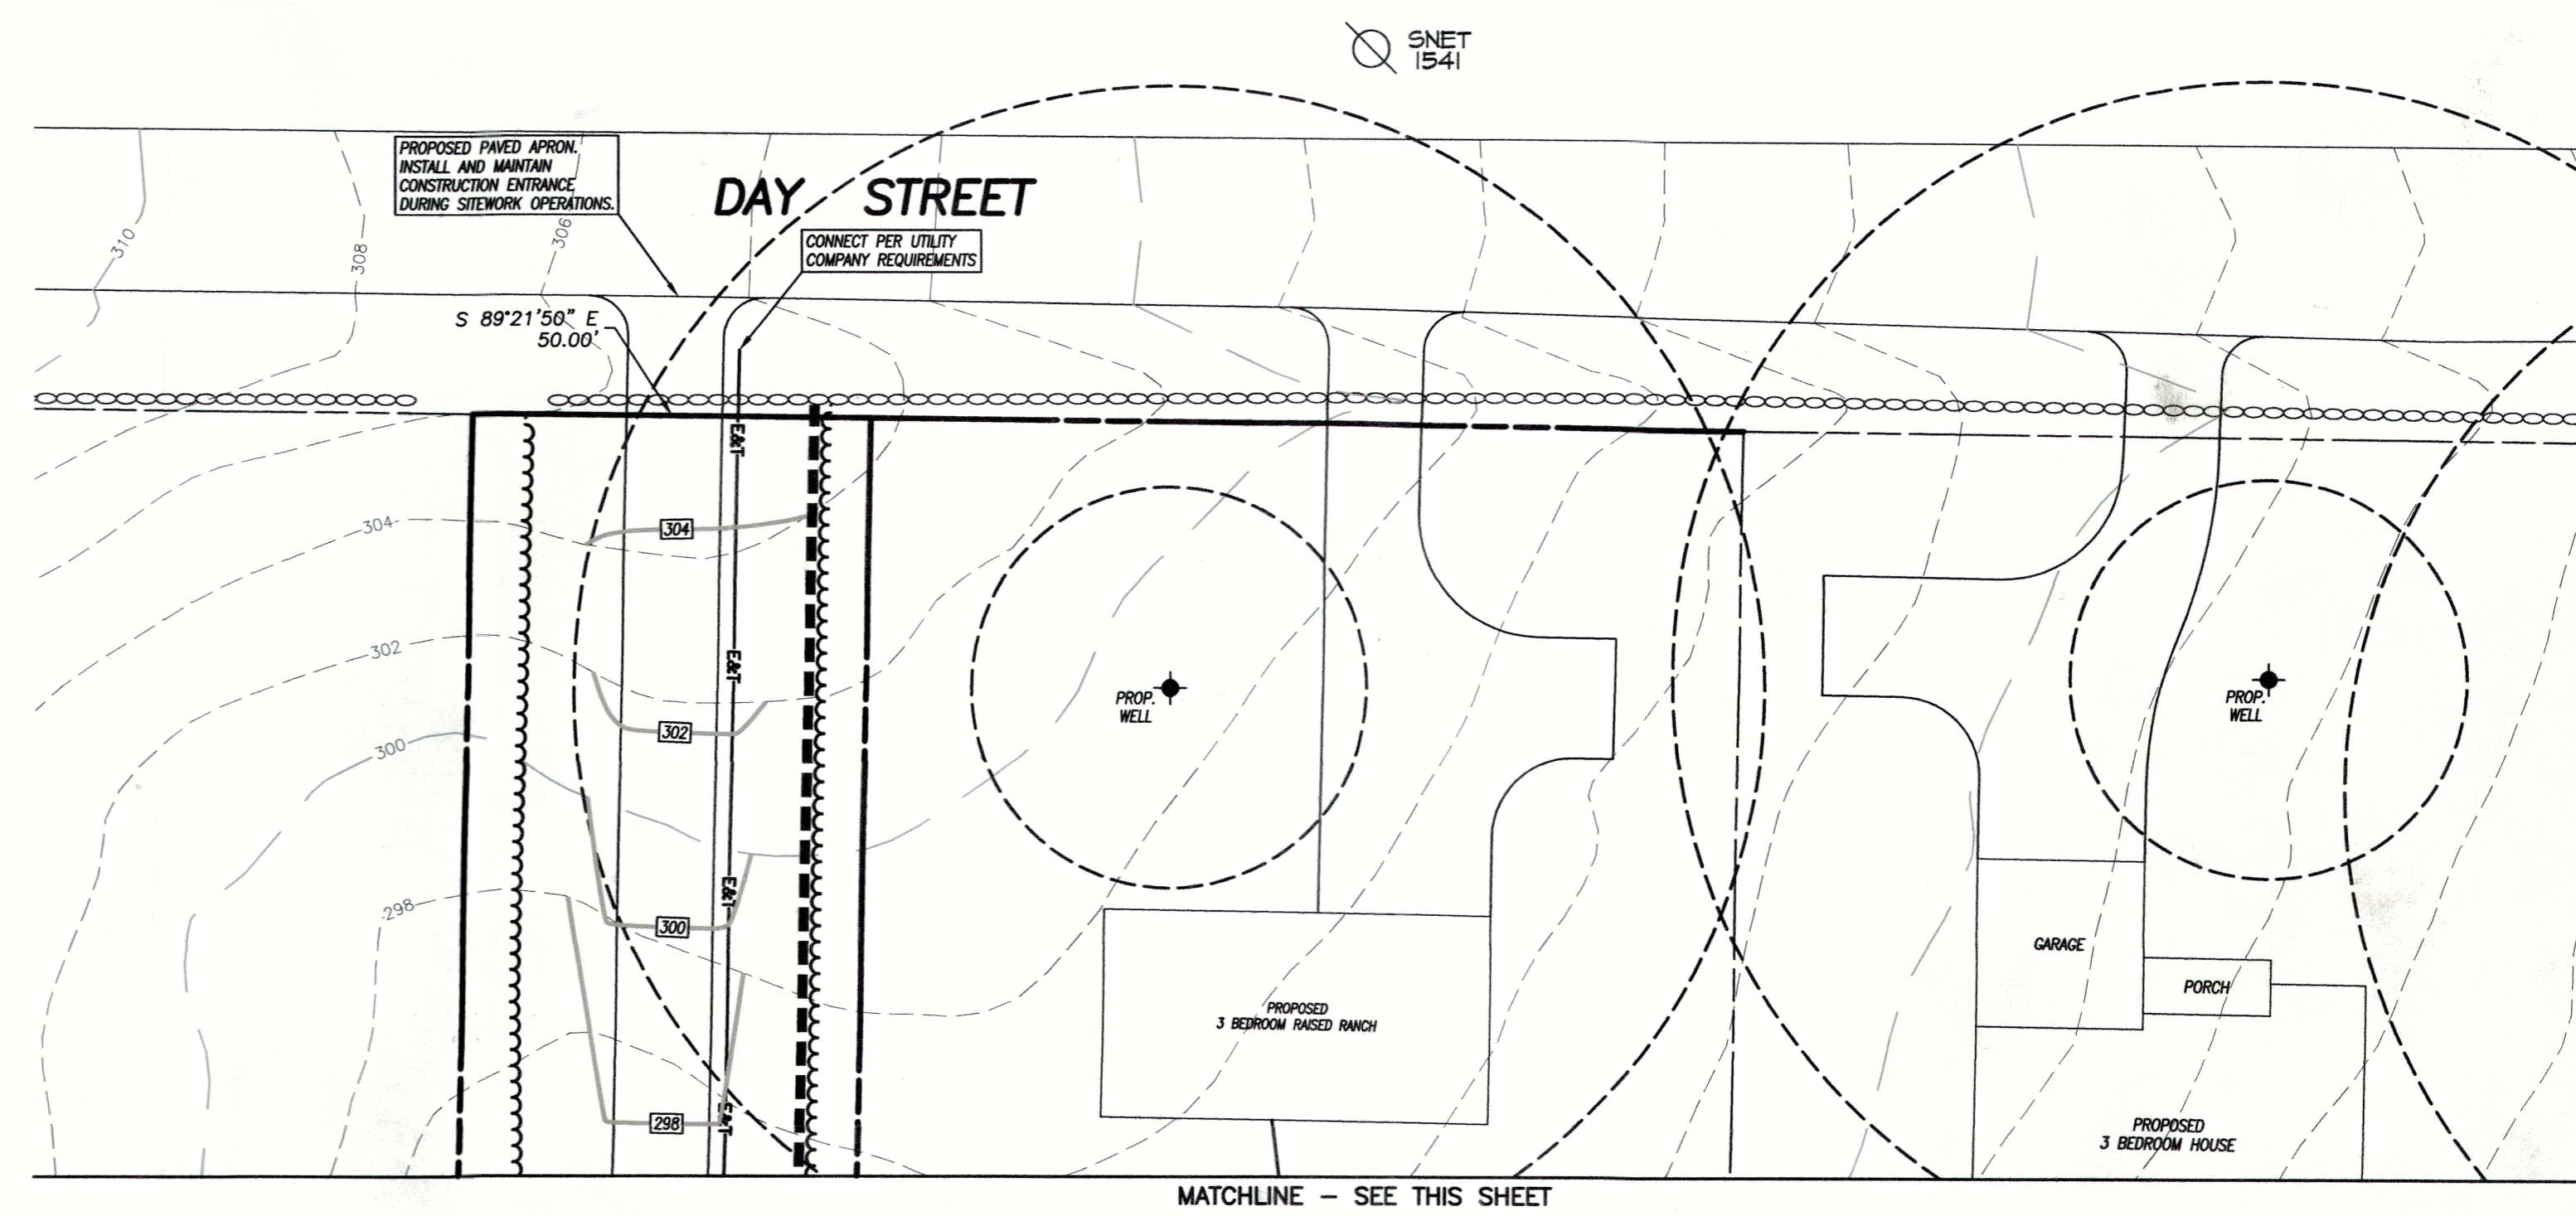 SNET
1541
PROPOSED PAVED APRON.
INSTALL AND MAINTAIN
CONSTRUCTION ENTRANCE
DURING SITEWORK OPERATIONS.
DAY STREET
CONNECT PER UTILITY
COMPANY REQUIREMENTS
310
308
306
S 89°21'50" E
50.00'
E&T
304
304
302
E&T
302
300
PROP.
WELL
PROP.
WELL
E&T
298
300
GARAGE
PORCH
PROPOSED
3 BEDROOM RAISED RANCH
E&T
298
PROPOSED
3 BEDROOM HOUSE
MATCHLINE – SEE THIS SHEET